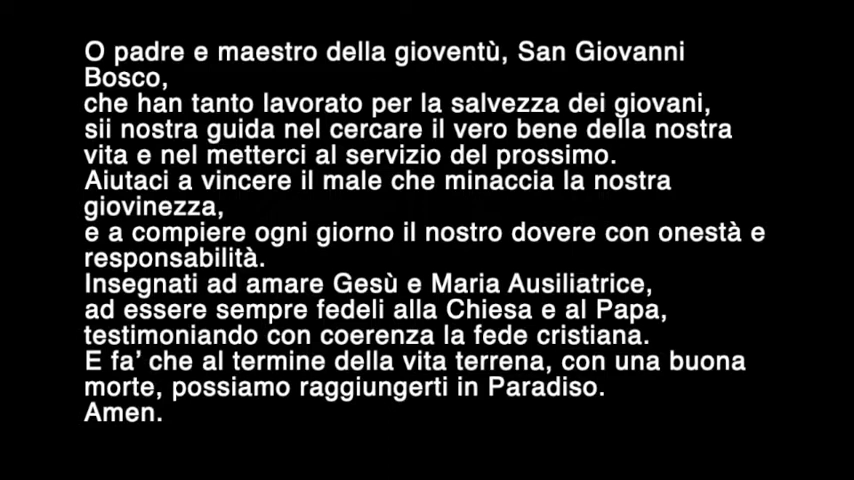 O padre e maestro della gioventù, San Giovanni
Bosco,
che han tanto lavorato per la salvezza dei giovani,
sii nostra guida nel cercare il vero bene della nostra
vita e nel metterci al servizio del prossimo.
Aiutaci a vincere il male che minaccia la nostra
giovinezza,
e a compiere ogni giorno il nostro dovere con onestà e
responsabilità.
Insegnati ad amare Gesù e Maria Ausiliatrice,
ad essere sempre fedeli alla Chiesa e al Papa,
testimoniando con coerenza la fede cristiana.
E fa’ che al termine della vita terrena, con una buona
morte, possiamo raggiungerti in Paradiso.
Amen.